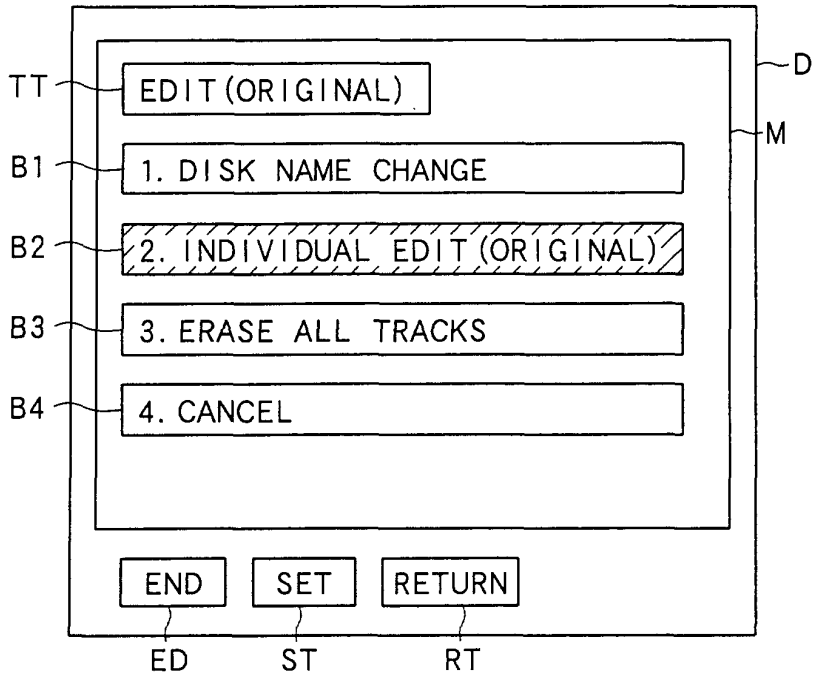 TT EDIT(ORIGINAL) D
M
B1 1. DISK NAME CHANGE
B2 2. INDIVIDUAL EDIT(ORIGINAL)
B3 3. ERASE ALL TRACKS
B4 4. CANCEL
END SET RETURN
ED ST RT